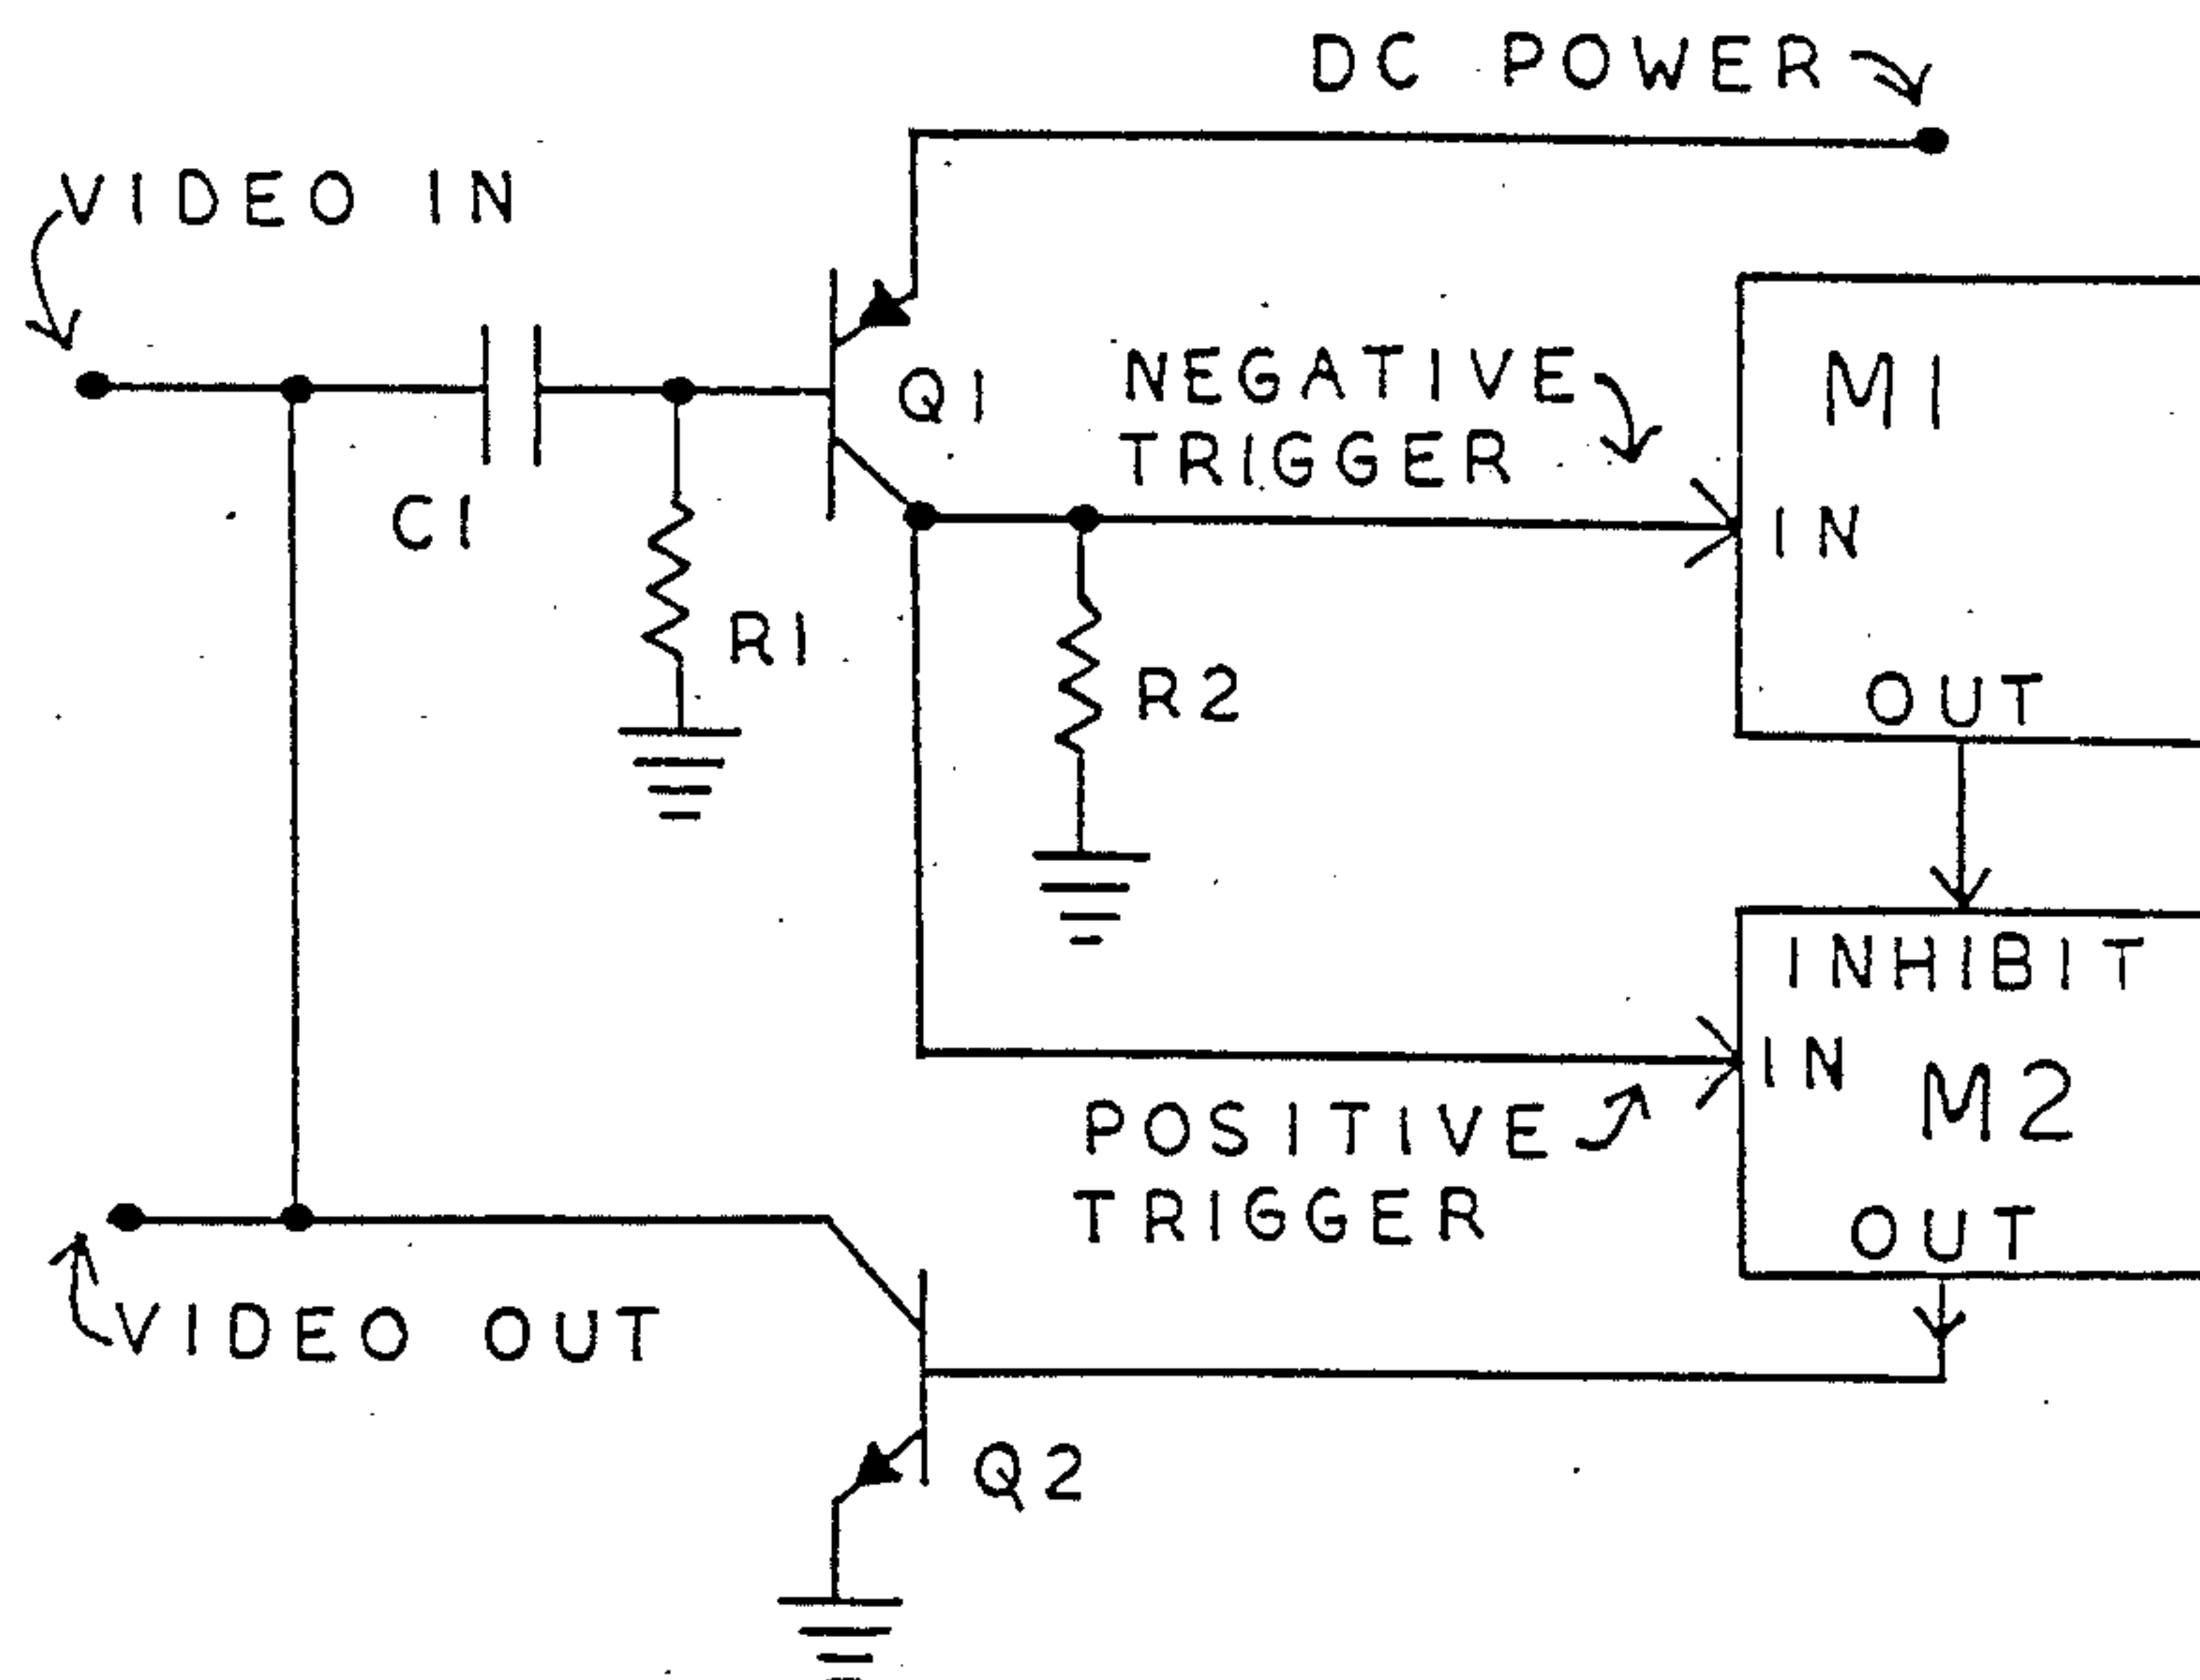 DC POWER
VIDEO IN
Q1
NEGATIVE
TRIGGER
M1
C1
IN
R1
R2
OUT
INHIBIT
IN
M2
POSITIVE
TRIGGER
OUT
VIDEO OUT
Q2